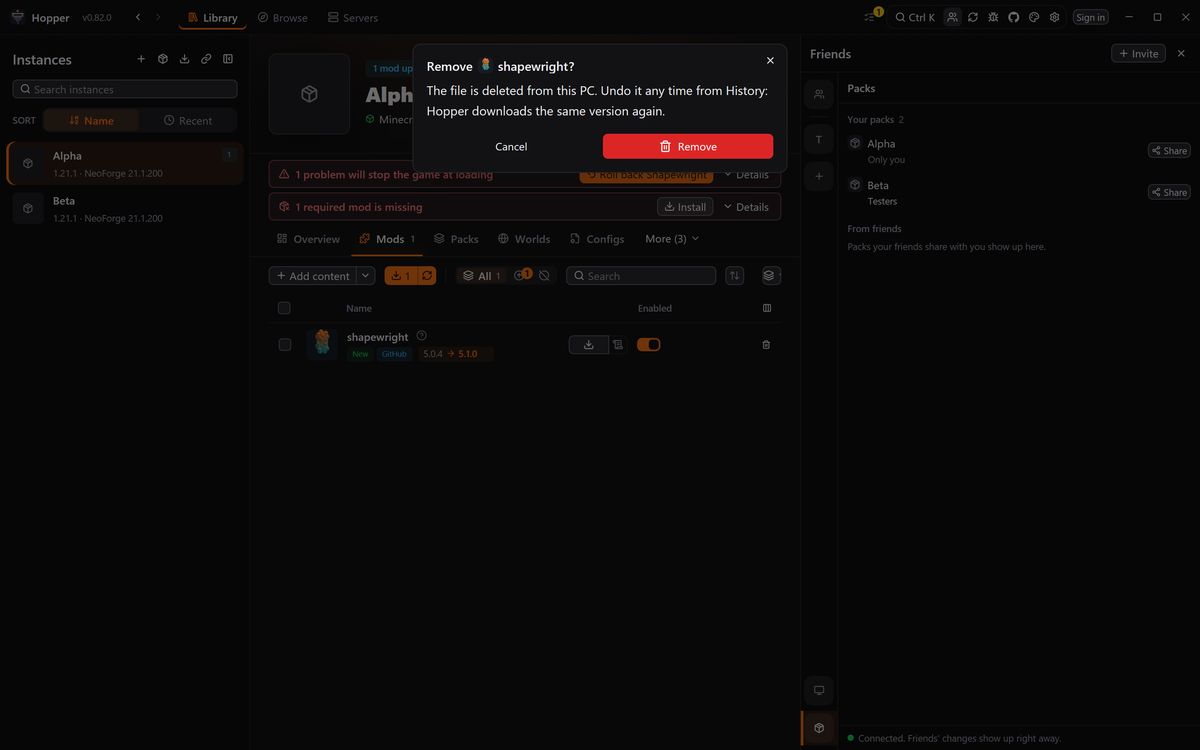 Hopper v0.82.0 Library Browse Servers 1 Ctrl K Sign in
Instances
Search instances
SORT Name Recent
Alpha 1
1.21.1 · NeoForge 21.1.200
Beta
1.21.1 · NeoForge 21.1.200
1 mod up
Alph
Minecr
Remove shapewright?
The file is deleted from this PC. Undo it any time from History:
Hopper downloads the same version again.
Cancel Remove
1 problem will stop the game at loading Roll back Shapewright Details
1 required mod is missing Install Details
Overview Mods 1 Packs Worlds Configs More (3)
Add content 1 All 1 1 Search
Name Enabled
shapewright
New GitHub 5.0.4 → 5.1.0
Friends Invite
T
Packs
Your packs 2
Alpha
Only you
Share
Beta
Testers
Share
From friends
Packs your friends share with you show up here.
Connected. Friends' changes show up right away.